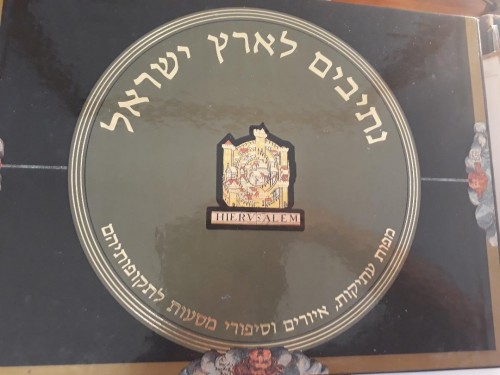 נתיבים לארץ ישראל
HIERVSALEM
מפות עתיקות, איורים וסיפורי מסעות לתקופותיהם